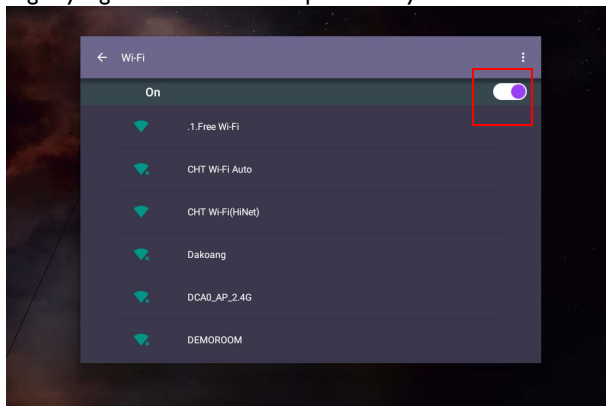 Wi-Fi
On
.1.Free Wi-Fi
CHT Wi-Fi Auto
CHT Wi-Fi(HiNet)
Dakoang
DCA0_AP_2.4G
DEMOROOM